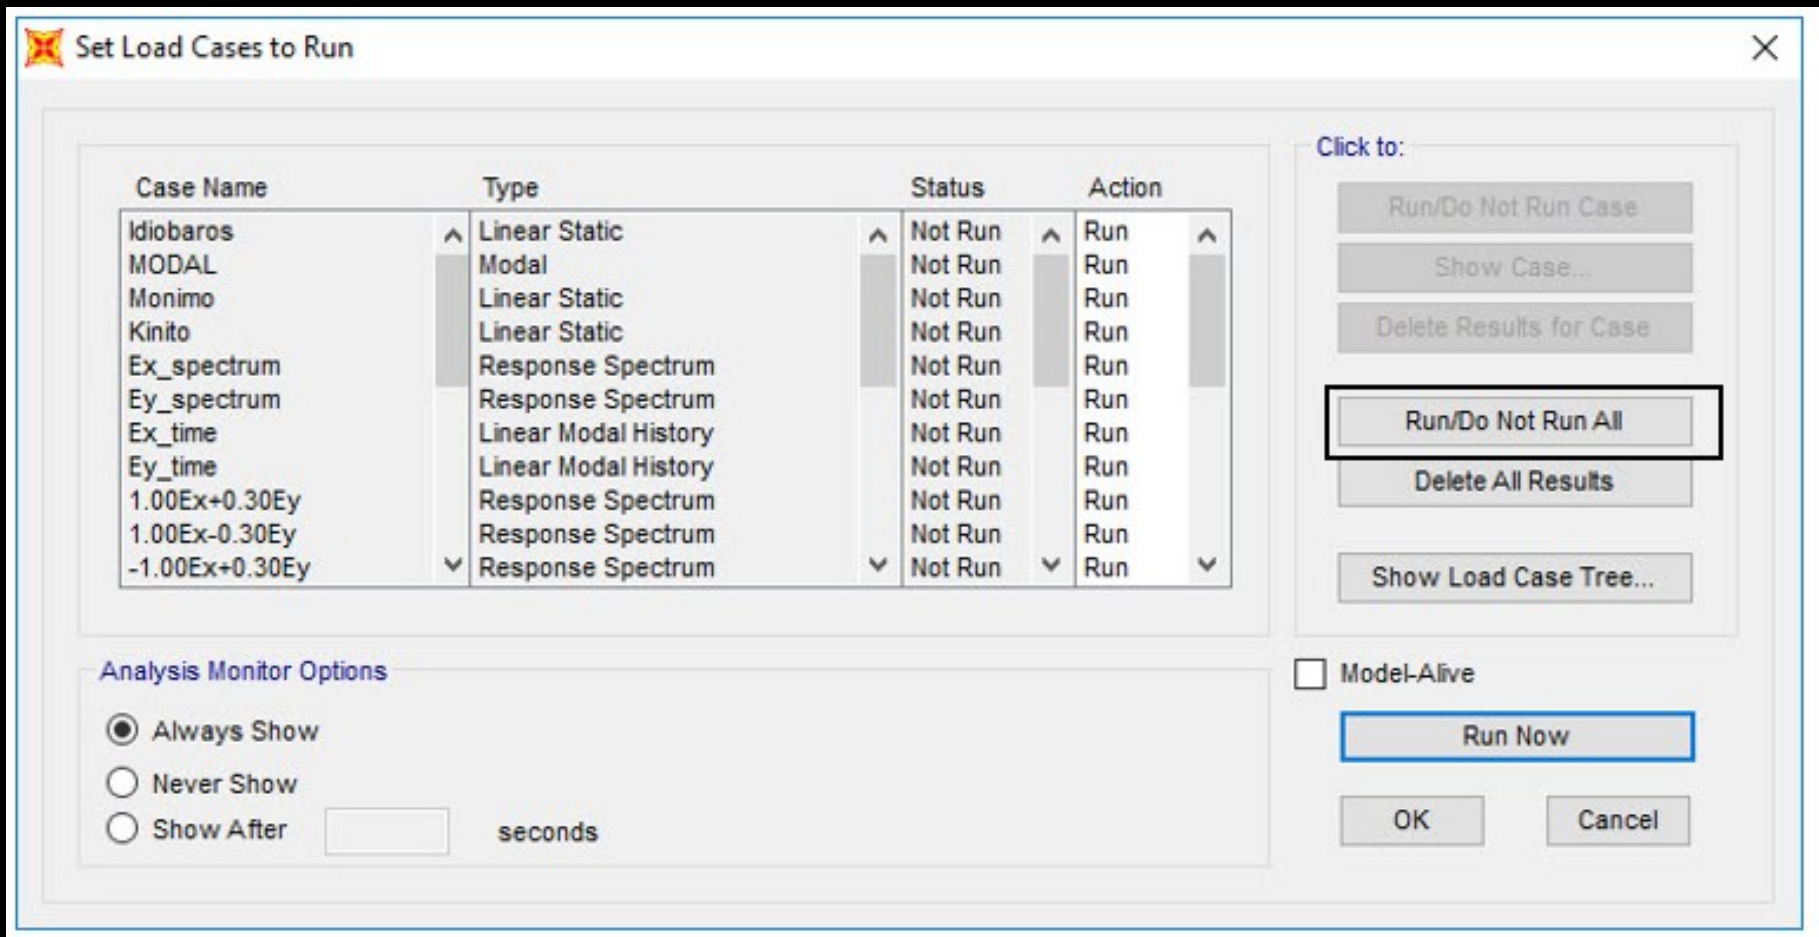 Set Load Cases to Run
Click to:
Case Name Type Status Action
Idiobaros Linear Static Not Run Run
MODAL Modal Not Run Run
Monimo Linear Static Not Run Run
Kinito Linear Static Not Run Run
Ex_spectrum Response Spectrum Not Run Run
Ey_spectrum Response Spectrum Not Run Run
Ex_time Linear Modal History Not Run Run
Ey_time Linear Modal History Not Run Run
1.00Ex+0.30Ey Response Spectrum Not Run Run
1.00Ex-0.30Ey Response Spectrum Not Run Run
-1.00Ex+0.30Ey Response Spectrum Not Run Run
Run/Do Not Run Case
Show Case...
Delete Results for Case
Run/Do Not Run All
Delete All Results
Show Load Case Tree...
Analysis Monitor Options
Always Show
Never Show
Show After seconds
Model-Alive
Run Now
OK Cancel